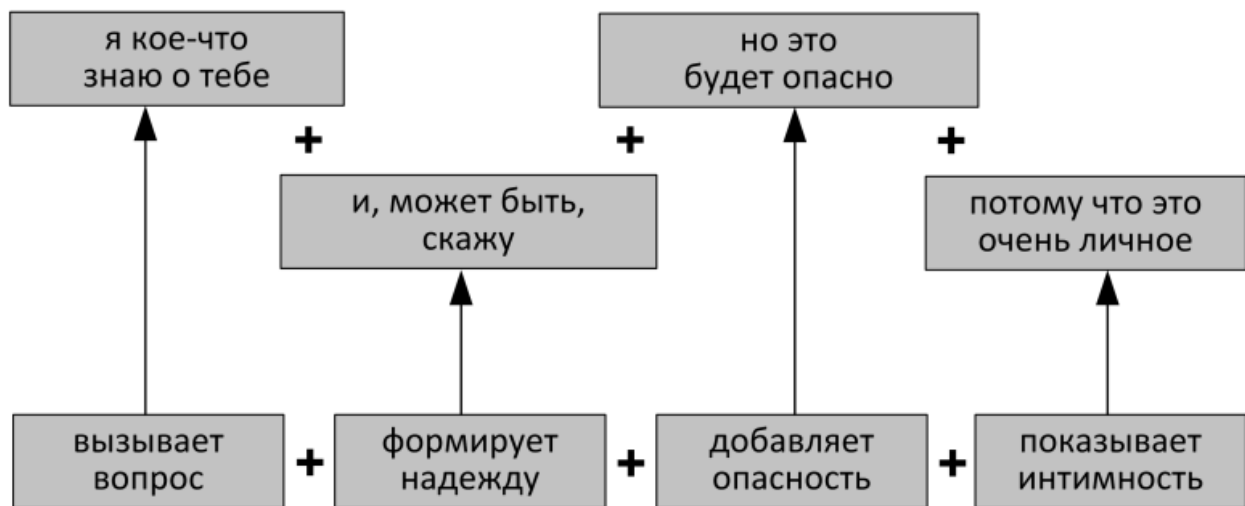 я кое-что
знаю о тебе
но это
будет опасно
+
+
+
и, может быть,
скажу
потому что это
очень личное
вызывает
вопрос
+
формирует
надежду
+
добавляет
опасность
+
показывает
интимность